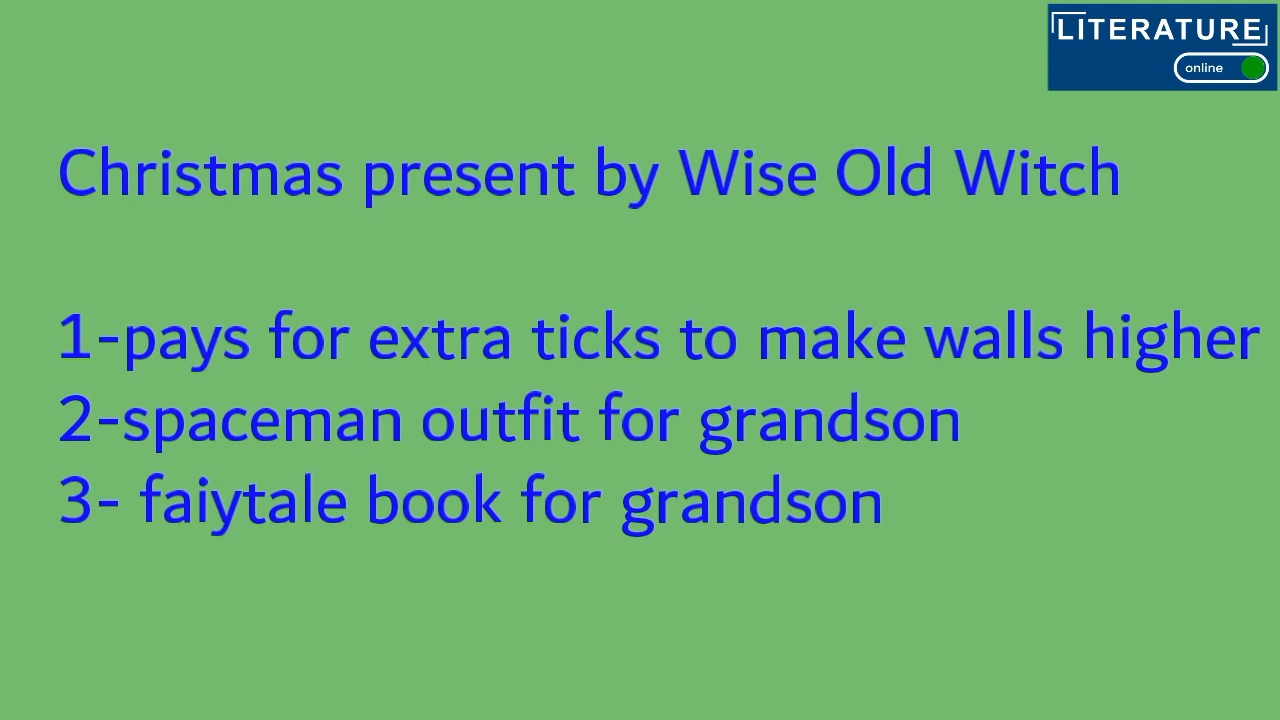 LITERATURE
online
Christmas present by Wise Old Witch
1-pays for extra ticks to make walls higher
2-spaceman outfit for grandson
3- faiytale book for grandson